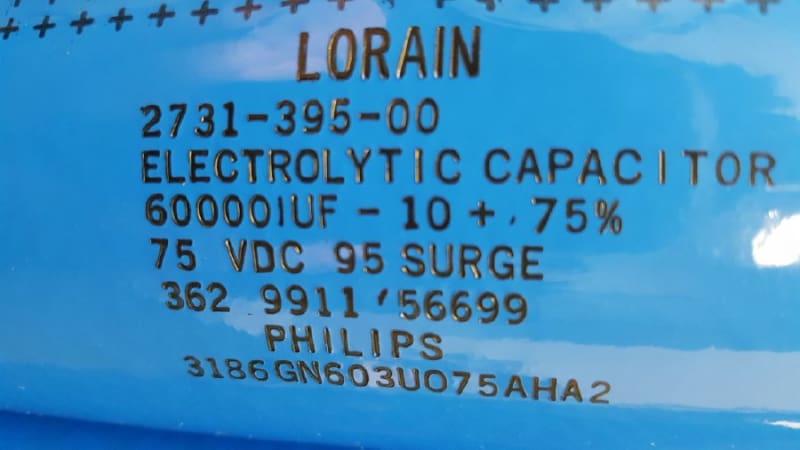 LORAIN
2731-395-00
ELECTROLYTIC CAPACITOR
60000IUF - 10 + . 75%
75 VDC 95 SURGE
362 9911 '56699
PHILIPS
3186GN603U075AHA2